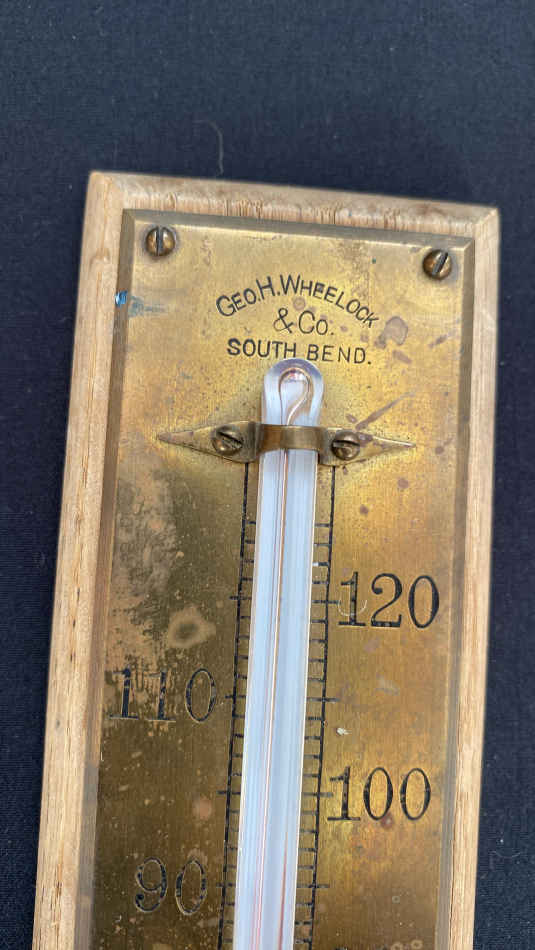 GEO. H. WHEELOCK
& CO.
SOUTH BEND.
120
110
100
90